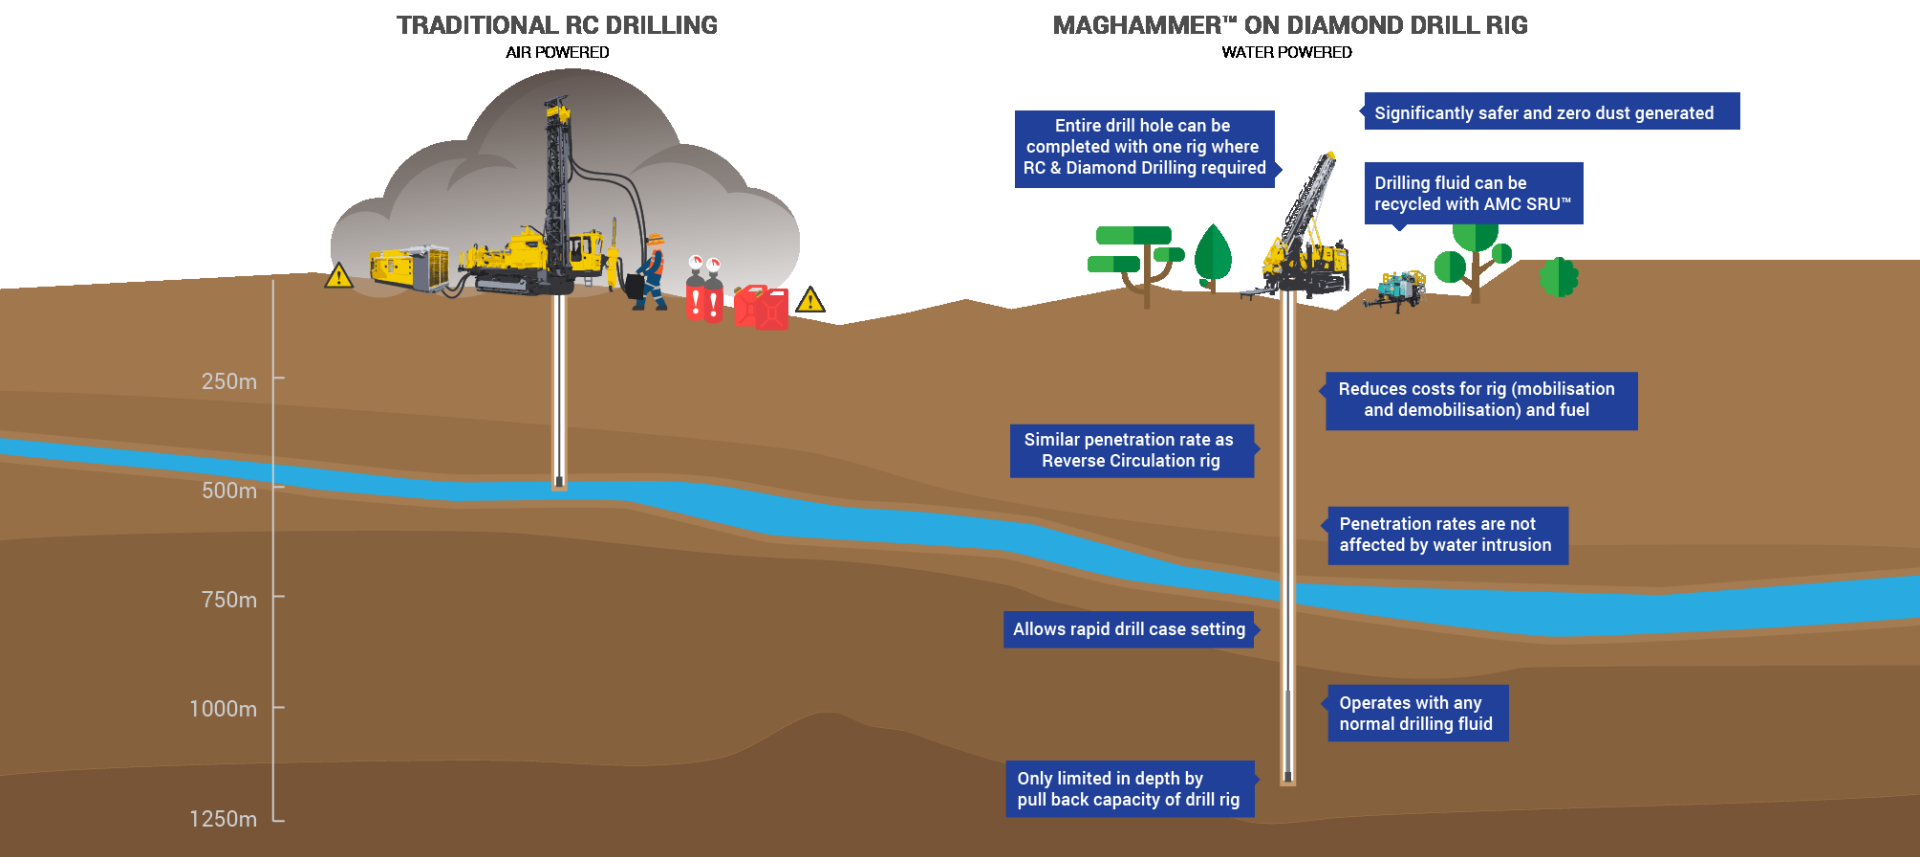 TRADITIONAL RC DRILLING
AIR POWERED
MAGHAMMER™ ON DIAMOND DRILL RIG
WATER POWERED
Entire drill hole can be
completed with one rig where
RC & Diamond Drilling required
Significantly safer and zero dust generated
Drilling fluid can be
recycled with AMC SRU™
250m
500m
750m
1000m
1250m
Reduces costs for rig (mobilisation
and demobilisation) and fuel
Similar penetration rate as
Reverse Circulation rig
Penetration rates are not
affected by water intrusion
Allows rapid drill case setting
Operates with any
normal drilling fluid
Only limited in depth by
pull back capacity of drill rig